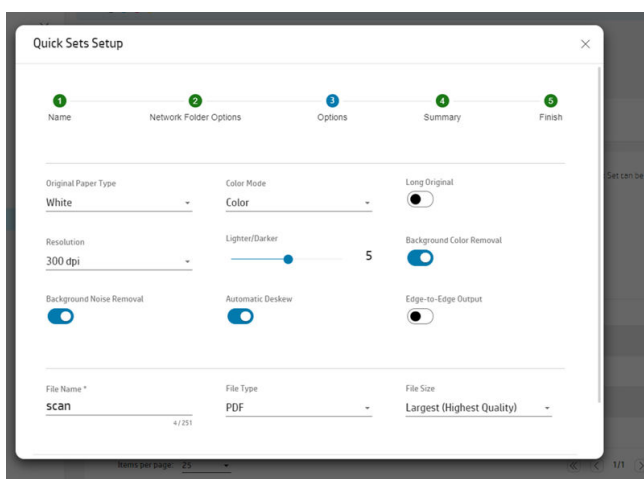 Quick Sets Setup
1 2 3 4 5
Name Network Folder Options Options Summary Finish
Original Paper Type Color Mode Long Original
White Color
Resolution Lighter/Darker Background Color Removal
300 dpi 5
Background Noise Removal Automatic Deskew Edge-to-Edge Output
File Name * File Type File Size
scan PDF Largest (Highest Quality)
4/251
Set can be
Items per page: 25 1/1